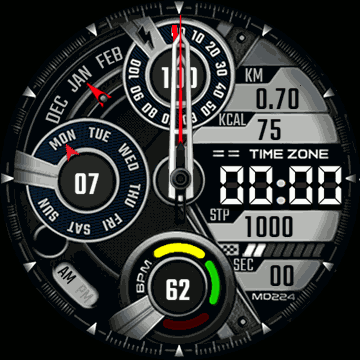 DEC JAN FEB
100 10 20 30 40 50 60 70 80 90
100
KM
0.70
KCAL
75
MON TUE WED THU FRI SAT SUN
07
TIME ZONE
00:00
STP
1000
SEC
00
BPM
62
AM
PM
MO224